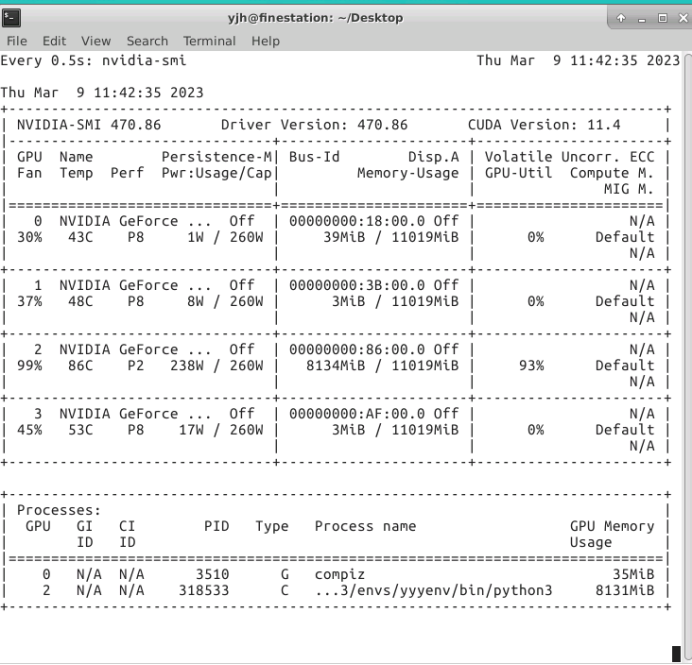 yjh@finestation: ~/Desktop
File Edit View Search Terminal Help
Every 0.5s: nvidia-smi Thu Mar 9 11:42:35 2023
Thu Mar 9 11:42:35 2023
+-----------------------------------------------------------------------------+
| NVIDIA-SMI 470.86       Driver Version: 470.86       CUDA Version: 11.4     |
|-------------------------------+----------------------+----------------------+
| GPU  Name        Persistence-M| Bus-Id        Disp.A | Volatile Uncorr. ECC |
| Fan  Temp  Perf  Pwr:Usage/Cap|         Memory-Usage | GPU-Util  Compute M. |
|                               |                      |               MIG M. |
|===============================+======================+======================|
|   0  NVIDIA GeForce ...  Off  | 00000000:18:00.0 Off |                  N/A |
| 30%   43C    P8     1W / 260W |     39MiB / 11019MiB |      0%      Default |
|                               |                      |                  N/A |
+-------------------------------+----------------------+----------------------+
|   1  NVIDIA GeForce ...  Off  | 00000000:3B:00.0 Off |                  N/A |
| 37%   48C    P8     8W / 260W |      3MiB / 11019MiB |      0%      Default |
|                               |                      |                  N/A |
+-------------------------------+----------------------+----------------------+
|   2  NVIDIA GeForce ...  Off  | 00000000:86:00.0 Off |                  N/A |
| 99%   86C    P2   238W / 260W |   8134MiB / 11019MiB |     93%      Default |
|                               |                      |                  N/A |
+-------------------------------+----------------------+----------------------+
|   3  NVIDIA GeForce ...  Off  | 00000000:AF:00.0 Off |                  N/A |
| 45%   53C    P8    17W / 260W |      3MiB / 11019MiB |      0%      Default |
|                               |                      |                  N/A |
+-------------------------------+----------------------+----------------------+
+-----------------------------------------------------------------------------+
| Processes:                                                                  |
|  GPU   GI   CI        PID   Type   Process name                  GPU Memory |
|        ID   ID                                                   Usage      |
|=============================================================================|
|    0   N/A  N/A      3510      G   compiz                             35MiB |
|    2   N/A  N/A    318533      C   ...3/envs/yyyenv/bin/python3     8131MiB |
+-----------------------------------------------------------------------------+